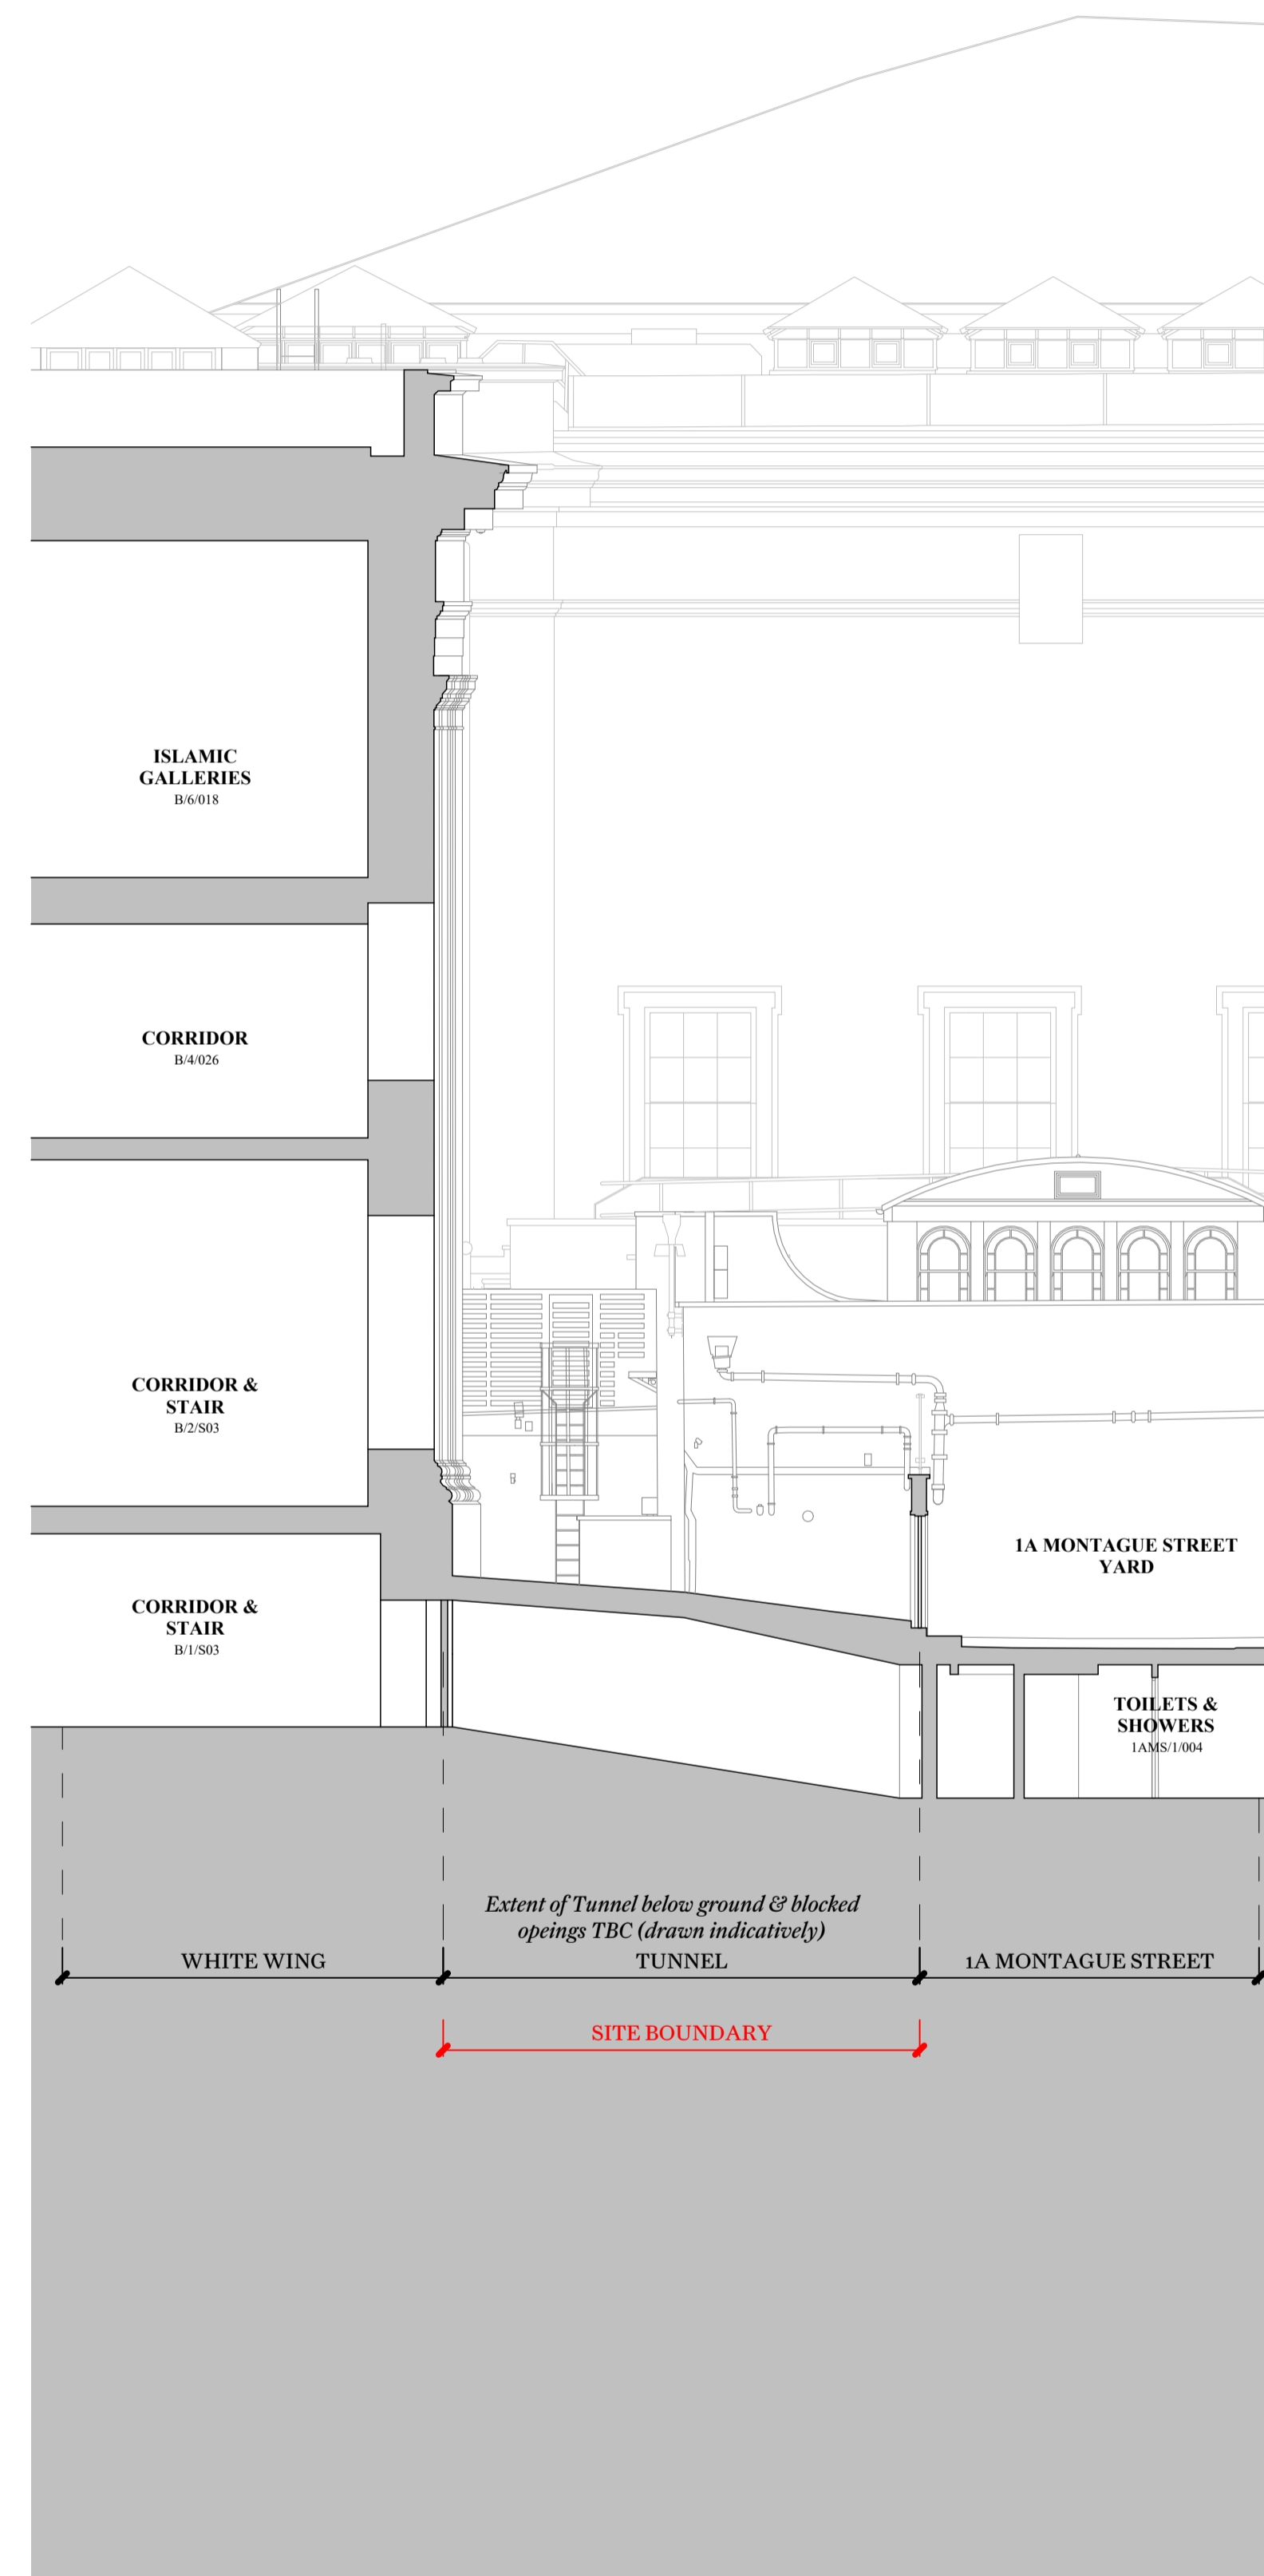 ISLAMIC
GALLERIES
B/6/018
CORRIDOR
B/4/026
CORRIDOR &
STAIR
B/2/S03
1A MONTAGUE STREET
YARD
CORRIDOR &
STAIR
B/1/S03
TOILETS &
SHOWERS
1AMS/1/004
Extent of Tunnel below ground & blocked
opeings TBC (drawn indicatively)
WHITE WING
TUNNEL
1A MONTAGUE STREET
SITE BOUNDARY